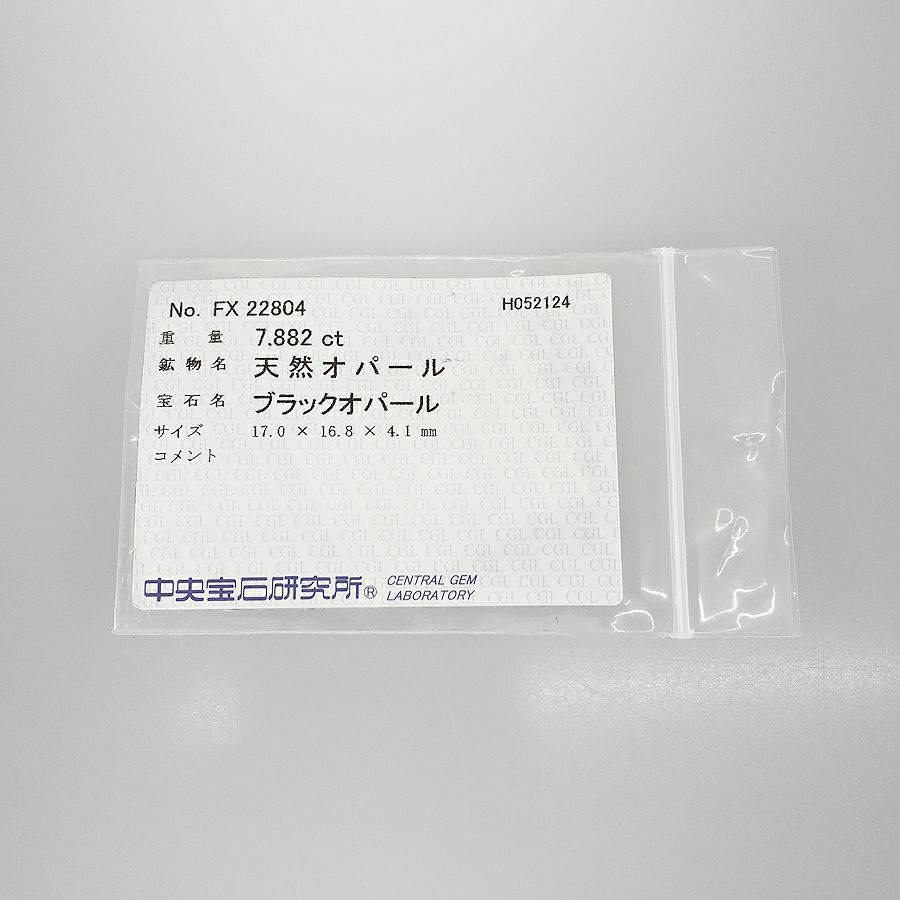 No. FX 22804
H052124
重量 7.882 ct
鉱物名 天然オパール
宝石名 ブラックオパール
サイズ 17.0 × 16.8 × 4.1 mm
コメント
中央宝石研究所® CENTRAL GEM
LABORATORY